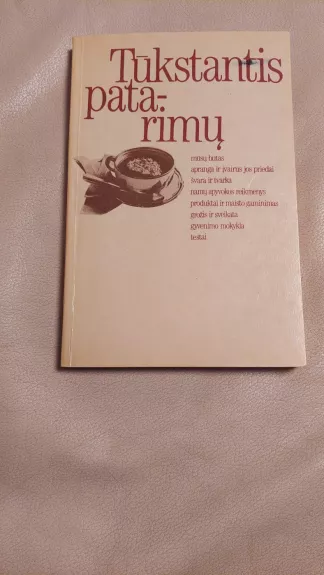 Tūkstantis
pata-
rimų
mūsų butas
apranga ir įvairūs jos priedai
švara ir tvarka
namų apyvokos reikmenys
produktai ir maisto gaminimas
grožis ir sveikata
gyvenimo mokykla
testai